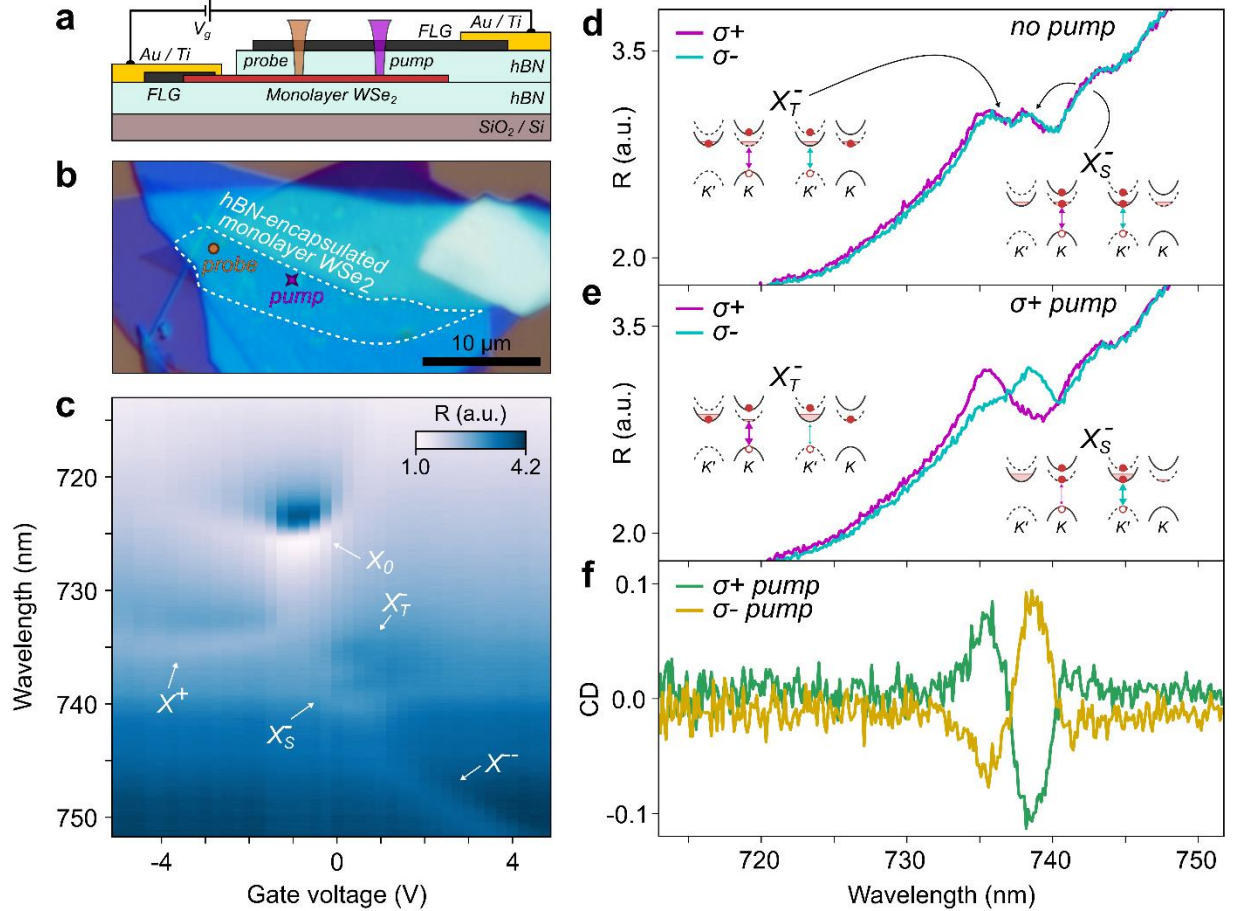 a
V_g
Au / Ti
FLG
probe
pump
Au / Ti
hBN
FLG
Monolayer WSe₂
hBN
SiO₂ / Si
b
hBN-encapsulated
monolayer WSe₂
probe
pump
10 μm
c
R (a.u.)
1.0
4.2
720
730
740
750
Wavelength (nm)
X₀
X_T^-
X^+
X_S^-
X^--
-4
0
4
Gate voltage (V)
d
σ+
σ-
no pump
3.5
2.0
R (a.u.)
X_T^-
K' K K' K
X_S^-
K' K K' K
e
σ+
σ-
σ+ pump
3.5
2.0
R (a.u.)
X_T^-
K' K K' K
X_S^-
K' K K' K
f
σ+ pump
σ- pump
0.1
0.0
-0.1
CD
720
730
740
750
Wavelength (nm)